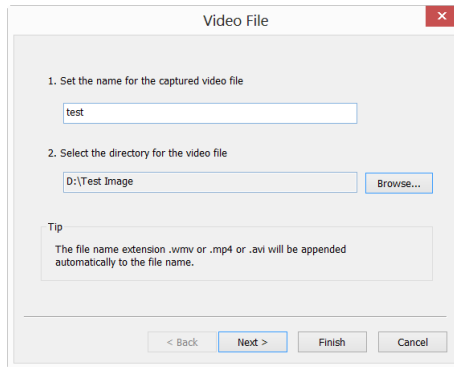 Video File
1. Set the name for the captured video file
test
2. Select the directory for the video file
D:\Test Image
Browse...
Tip
The file name extension .wmv or .mp4 or .avi will be appended
automatically to the file name.
< Back
Next >
Finish
Cancel